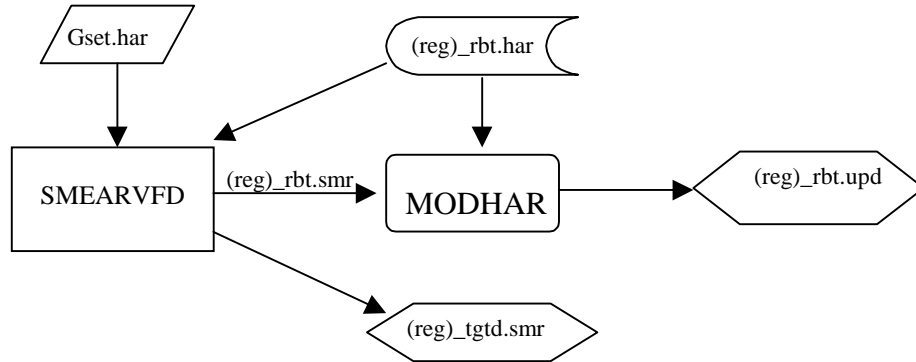 Gset.har
(reg)_rbt.har
SMEARVFD
(reg)_rbt.smr
MODHAR
(reg)_rbt.upd
(reg)_tgtd.smr